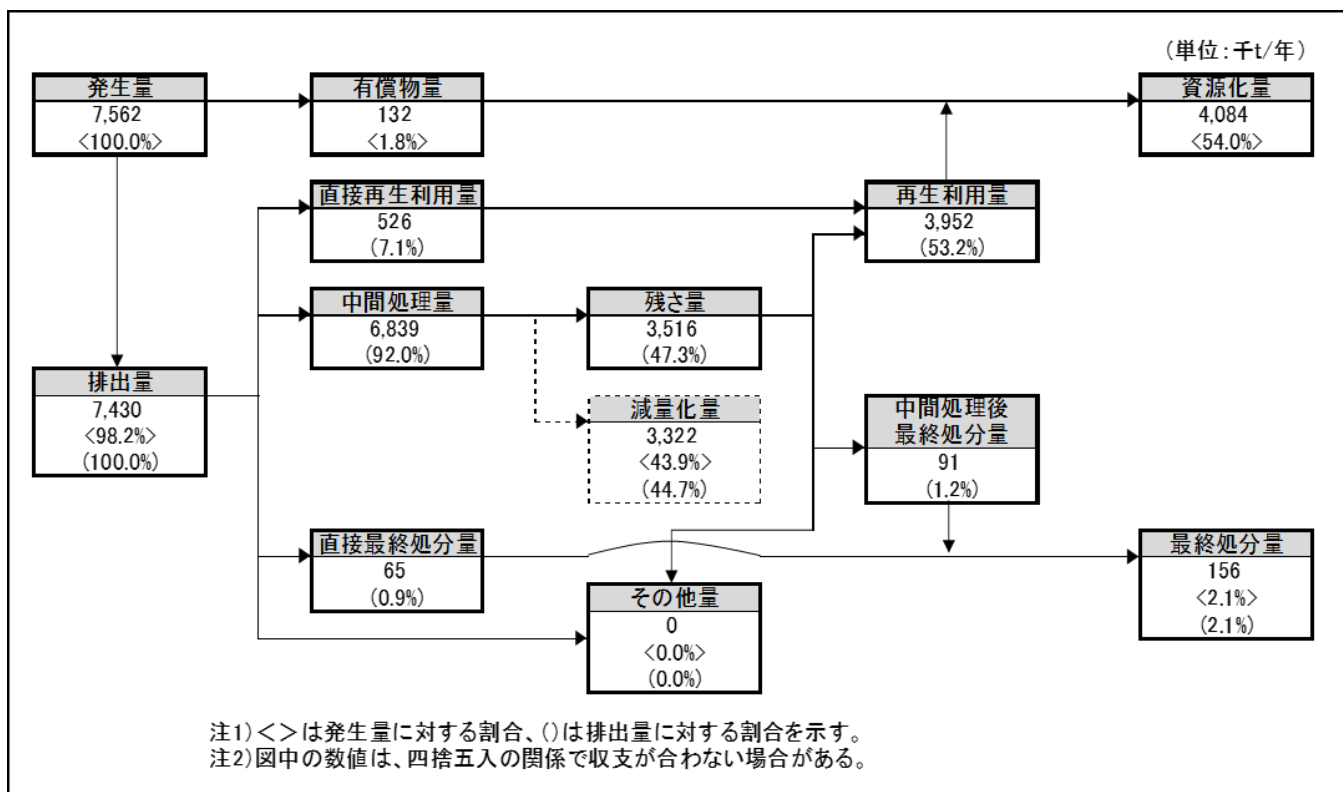 (単位:千t/年)
発生量
7,562
<100.0%>
有償物量
132
<1.8%>
資源化量
4,084
<54.0%>
直接再生利用量
526
(7.1%)
再生利用量
3,952
(53.2%)
中間処理量
6,839
(92.0%)
残さ量
3,516
(47.3%)
排出量
7,430
<98.2%>
(100.0%)
減量化量
3,322
<43.9%>
(44.7%)
中間処理後
最終処分量
91
(1.2%)
直接最終処分量
65
(0.9%)
その他量
0
<0.0%>
(0.0%)
最終処分量
156
<2.1%>
(2.1%)
注1)<>は発生量に対する割合、()は排出量に対する割合を示す。
注2)図中の数値は、四捨五入の関係で収支が合わない場合がある。